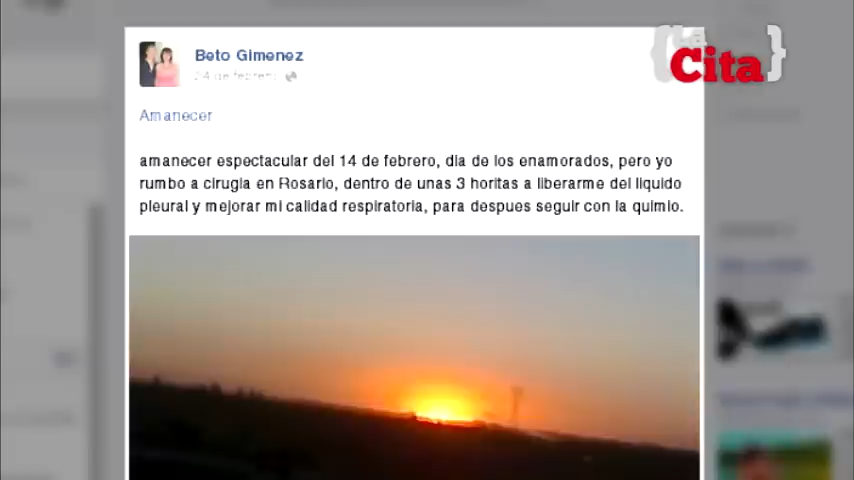 La
{Cita}
Beto Gimenez
Amanecer
amanecer espectacular del 14 de febrero, dia de los enamorados, pero yo
rumbo a cirugia en Rosario, dentro de unas 3 horitas a liberarme del liquido
pleural y mejorar mi calidad respiratoria, para despues seguir con la quimio.